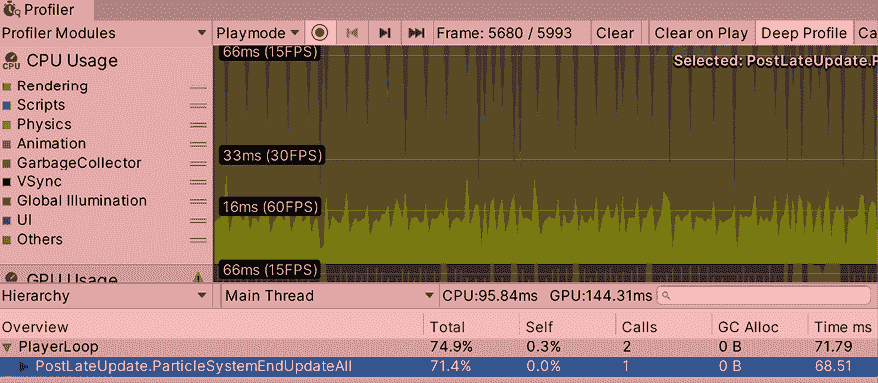 Profiler
Profiler Modules Playmode Frame: 5680 / 5993 Clear Clear on Play Deep Profile Ca
CPU CPU Usage
66ms (15FPS)
Selected: PostLateUpdate.P
Rendering
Scripts
Physics
Animation
GarbageCollector
VSync
Global Illumination
UI
Others
33ms (30FPS)
16ms (60FPS)
GPU Usage
66ms (15FPS)
Hierarchy Main Thread CPU:95.84ms GPU:144.31ms
Overview Total Self Calls GC Alloc Time ms
PlayerLoop 74.9% 0.3% 2 0 B 71.79
PostLateUpdate.ParticleSystemEndUpdateAll 71.4% 0.0% 1 0 B 68.51